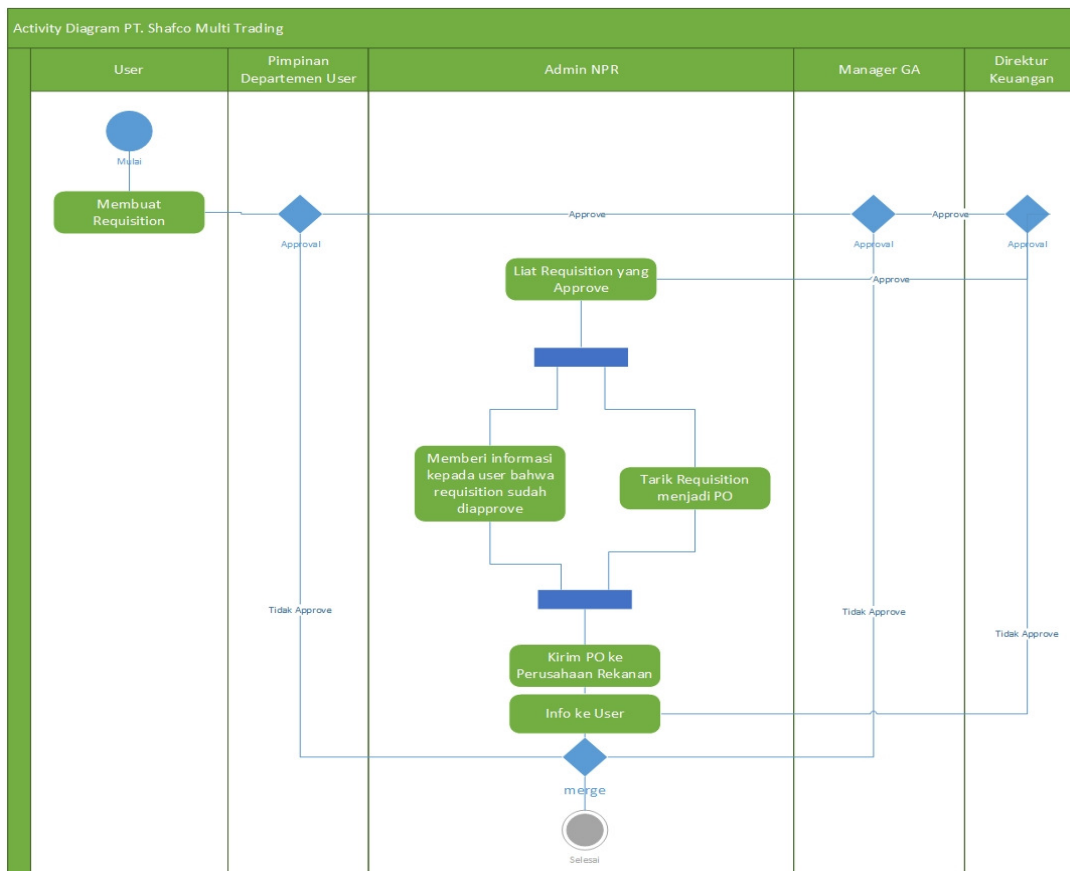 Activity Diagram PT. Shafco Multi Trading
User
Pimpinan
Departemen User
Admin NPR
Manager GA
Direktur
Keuangan
Mulai
Membuat
Requisition
Approval
Approve
Approval
Approve
Approval
Liat Requisition yang
Approve
Approve
Memberi informasi
kepada user bahwa
requisition sudah
diapprove
Tarik Requisition
menjadi PO
Tidak Approve
Tidak Approve
Tidak Approve
Kirim PO ke
Perusahaan Rekanan
Info ke User
merge
Selesai